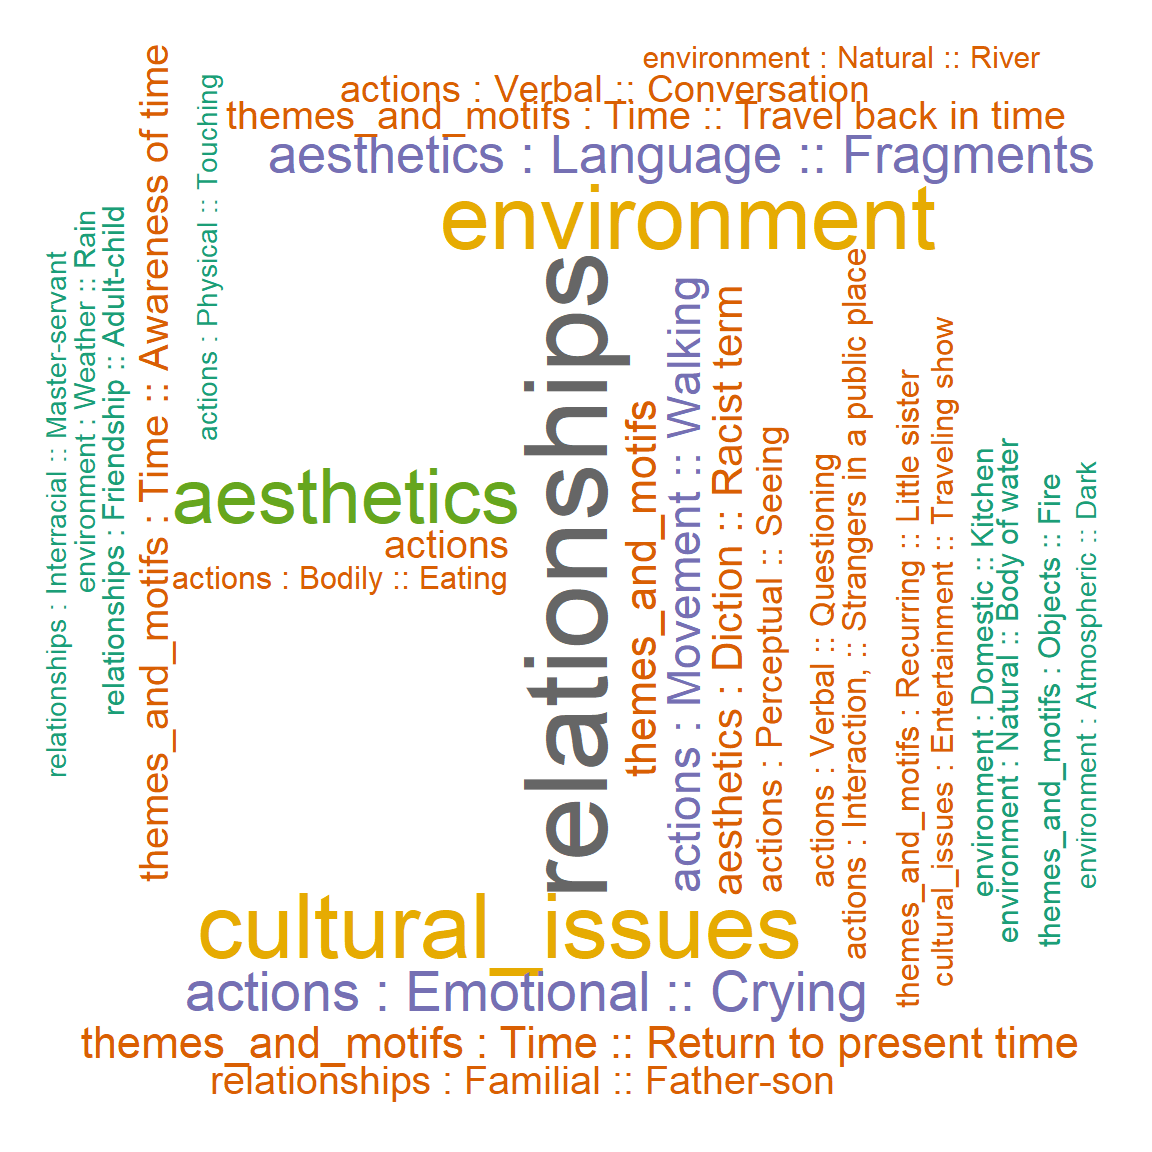 environment : Natural :: River
actions : Verbal :: Conversation
themes_and_motifs : Time :: Travel back in time
aesthetics : Language :: Fragments
environment
relationships : Interracial :: Master-servant
environment : Weather :: Rain
relationships : Friendship :: Adult-child
themes_and_motifs : Time :: Awareness of time
actions : Physical :: Touching
aesthetics
actions
actions : Bodily :: Eating
relationships
themes_and_motifs
actions : Movement :: Walking
aesthetics : Diction :: Racist term
actions : Perceptual :: Seeing
actions : Verbal :: Questioning
actions : Interaction, :: Strangers in a public place
themes_and_motifs : Recurring :: Little sister
cultural_issues : Entertainment :: Traveling show
environment : Domestic :: Kitchen
environment : Natural :: Body of water
themes_and_motifs : Objects :: Fire
environment : Atmospheric :: Dark
cultural_issues
actions : Emotional :: Crying
themes_and_motifs : Time :: Return to present time
relationships : Familial :: Father-son